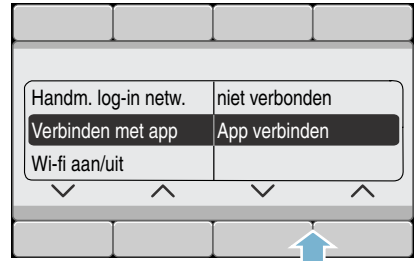 Handm. log-in netw. niet verbonden
Verbinden met app App verbinden
Wi-fi aan/uit